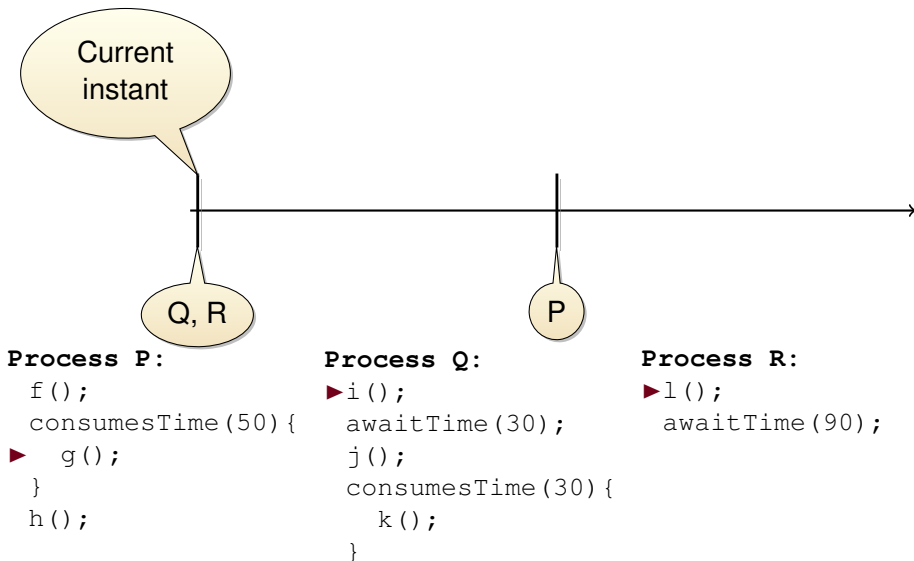 Current
instant
Q, R
P
Process P:
f();
consumesTime(50){
g();
}
h();
Process Q:
i();
awaitTime(30);
j();
consumesTime(30){
k();
}
Process R:
l();
awaitTime(90);